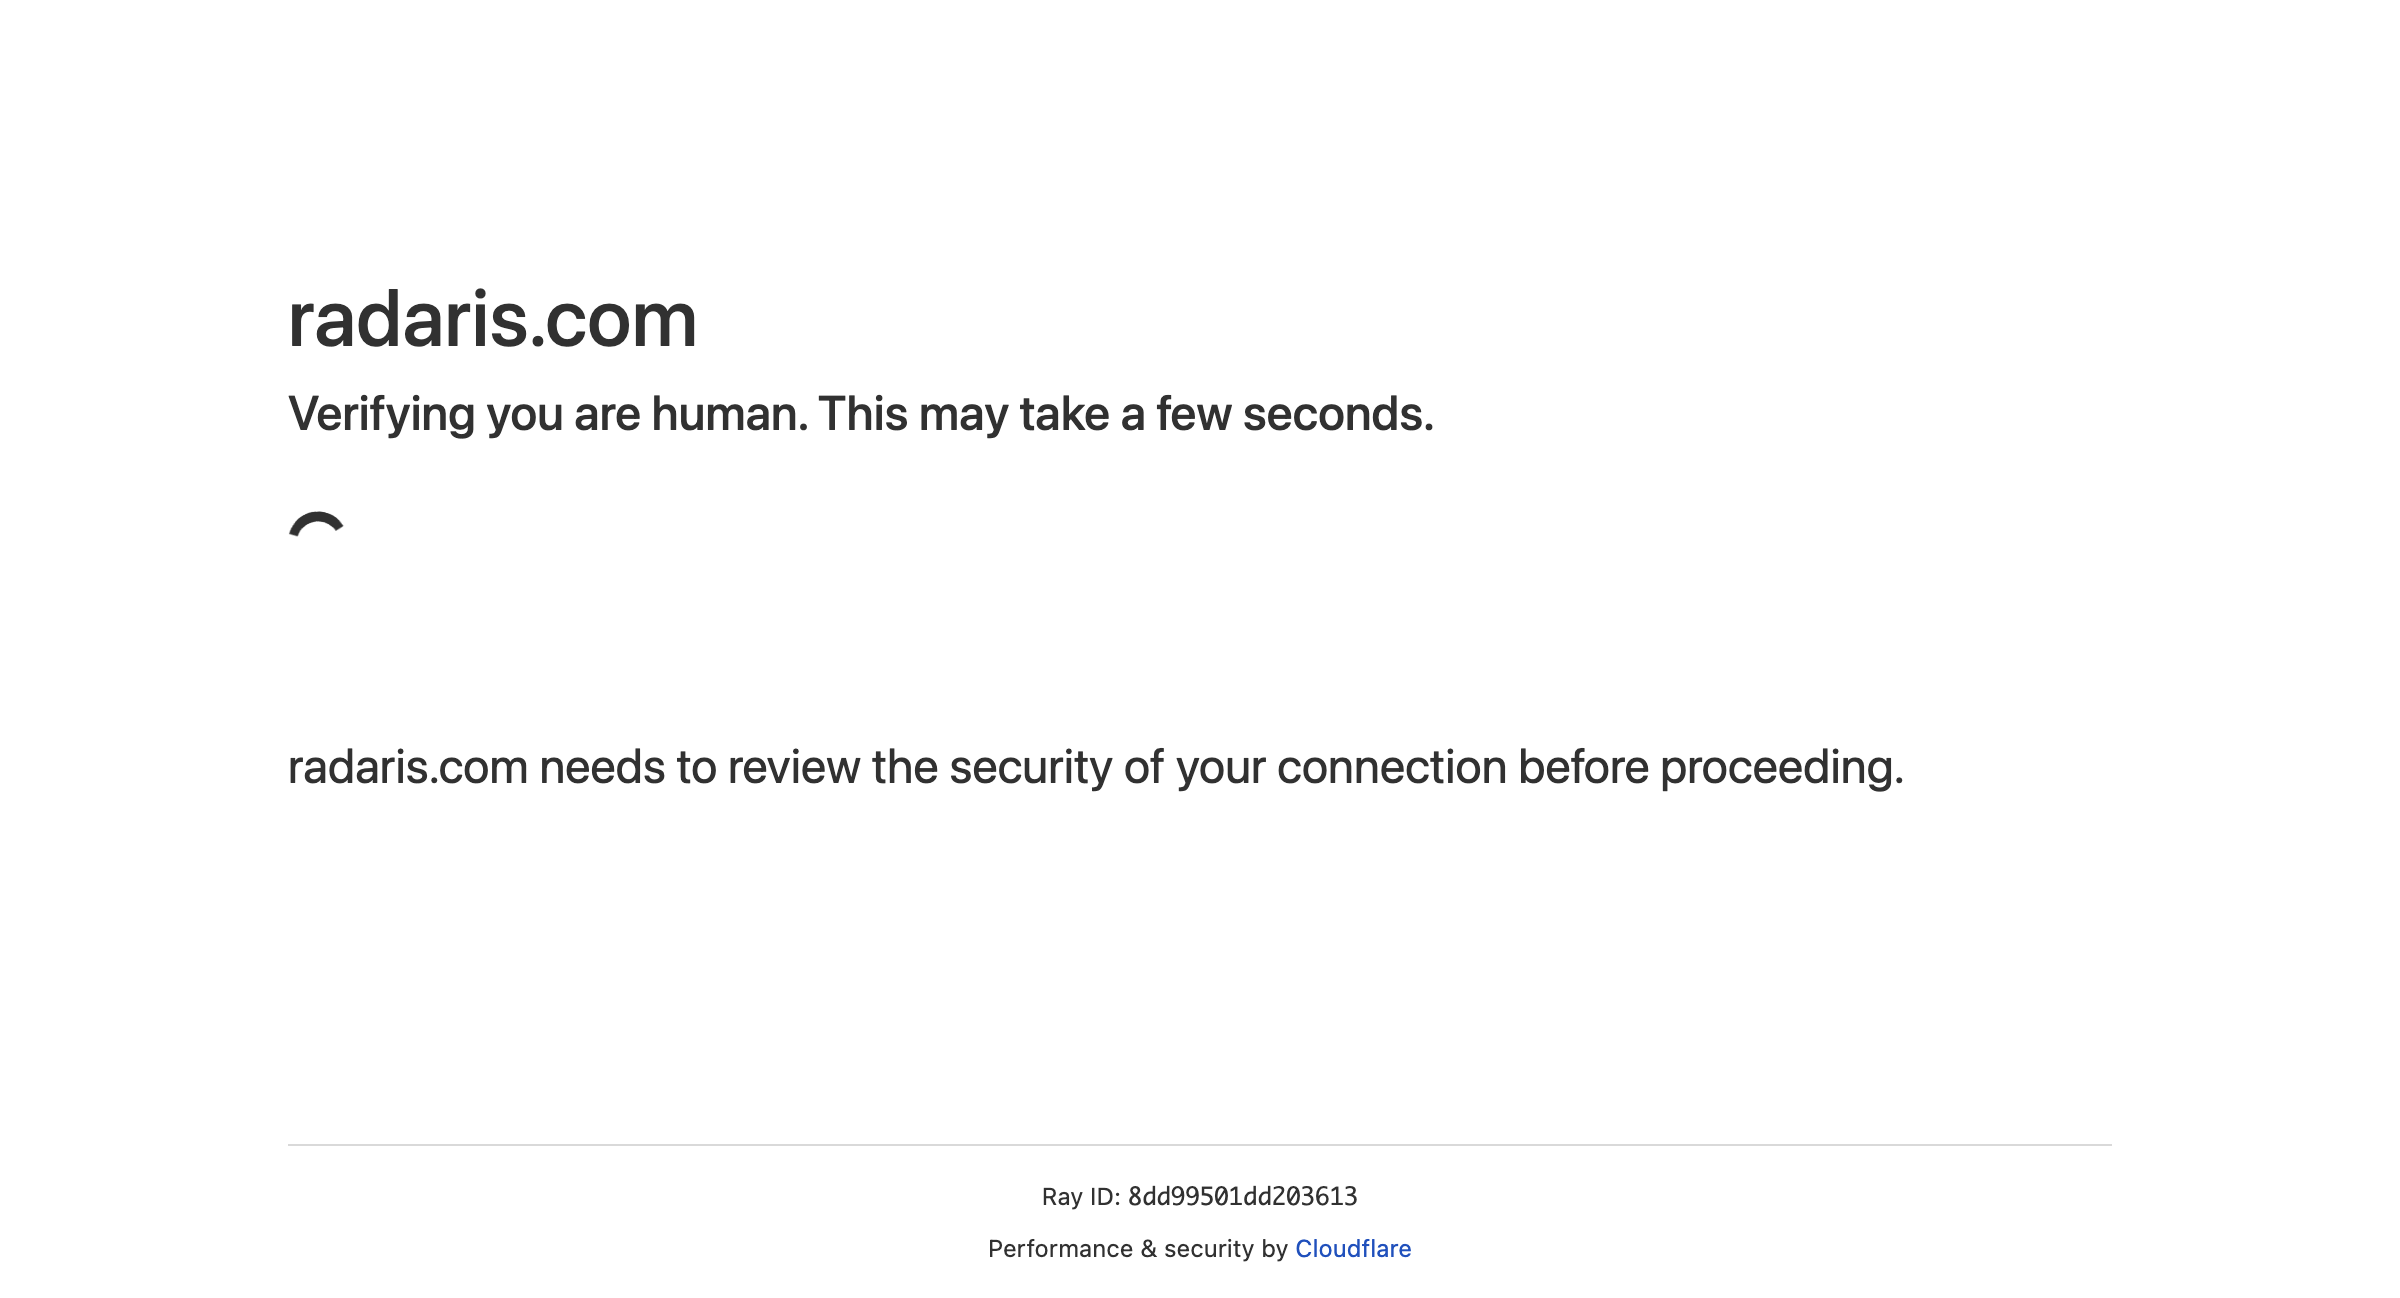 radaris.com
Verifying you are human. This may take a few seconds.
radaris.com needs to review the security of your connection before proceeding.
Ray ID: 8dd99501dd203613
Performance & security by Cloudflare